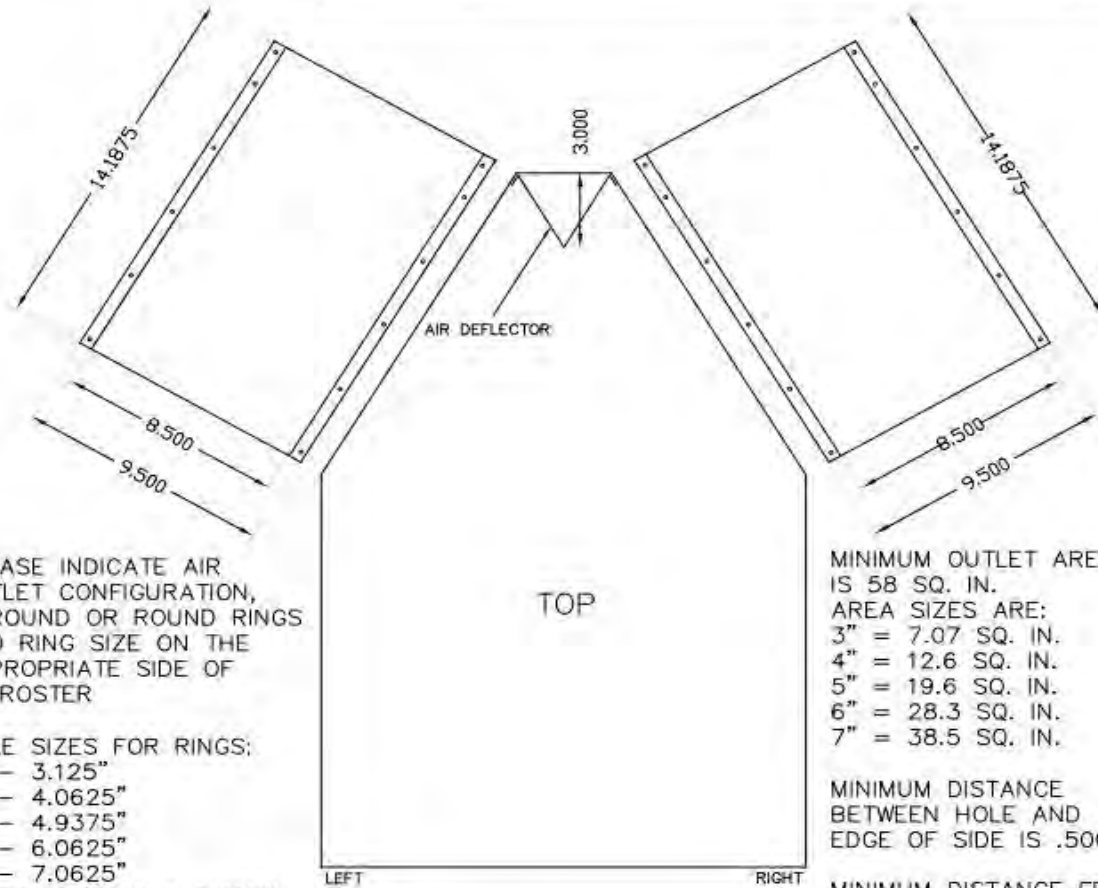 14.1875
3.000
14.1875
AIR DEFLECTOR
8.500
9.500
8.500
9.500
TOP
ASE INDICATE AIR
TLET CONFIGURATION,
ROUND OR ROUND RINGS
D RING SIZE ON THE
PROPRIATE SIDE OF
ROSTER
LE SIZES FOR RINGS:
– 3.125"
– 4.0625"
– 4.9375"
– 6.0625"
– 7.0625"
MINIMUM OUTLET ARE
IS 58 SQ. IN.
AREA SIZES ARE:
3" = 7.07 SQ. IN.
4" = 12.6 SQ. IN.
5" = 19.6 SQ. IN.
6" = 28.3 SQ. IN.
7" = 38.5 SQ. IN.
MINIMUM DISTANCE
BETWEEN HOLE AND
EDGE OF SIDE IS .500
LEFT
RIGHT